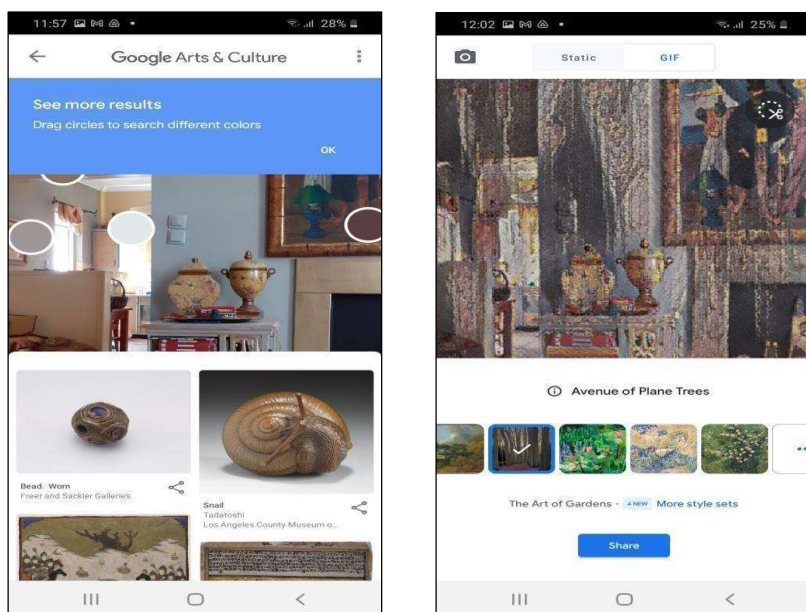 11:57 28%
Google Arts & Culture
See more results
Drag circles to search different colors
OK
Bead. Worn
Freer and Sackler Galleries
Snail
Tadatoshi
Los Angeles County Museum o...
12:02 25%
Static GIF
Avenue of Plane Trees
The Art of Gardens • 4 NEW More style sets
Share